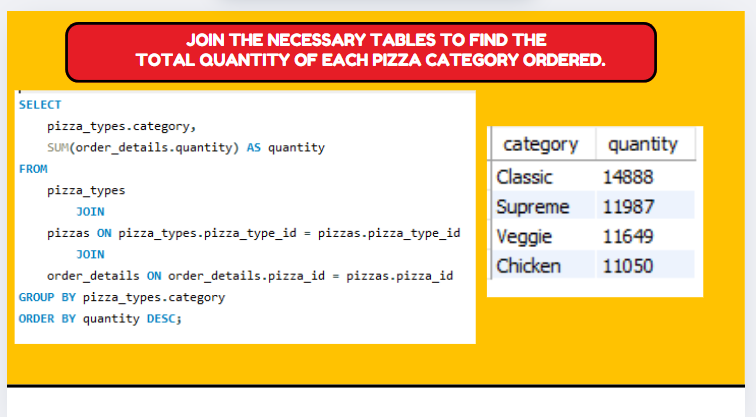 JOIN THE NECESSARY TABLES TO FIND THE
TOTAL QUANTITY OF EACH PIZZA CATEGORY ORDERED.
SELECT
pizza_types.category,
SUM(order_details.quantity) AS quantity
FROM
pizza_types
JOIN
pizzas ON pizza_types.pizza_type_id = pizzas.pizza_type_id
JOIN
order_details ON order_details.pizza_id = pizzas.pizza_id
GROUP BY pizza_types.category
ORDER BY quantity DESC;
category quantity
Classic 14888
Supreme 11987
Veggie 11649
Chicken 11050